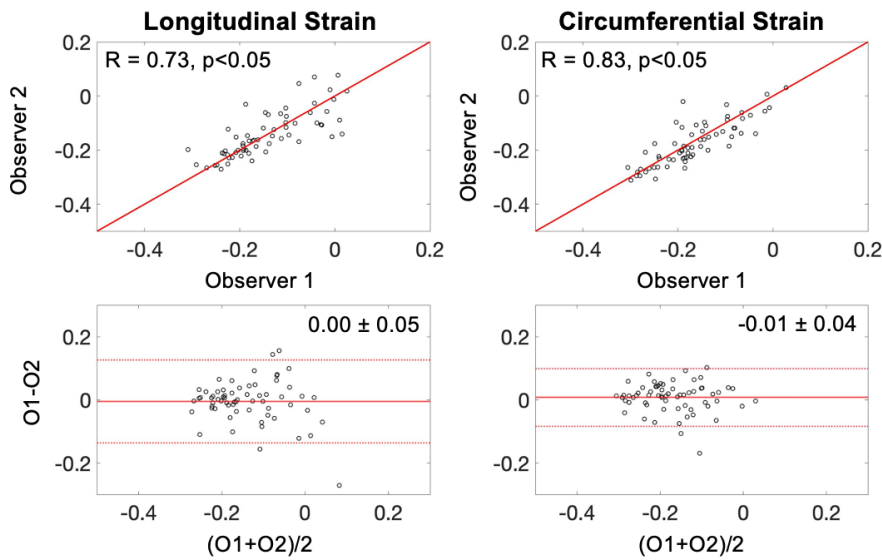 Longitudinal Strain
0.2
0
-0.2
-0.4
Observer 2
R = 0.73, p<0.05
-0.4 -0.2 0 0.2
Observer 1
Circumferential Strain
0.2
0
-0.2
-0.4
Observer 2
R = 0.83, p<0.05
-0.4 -0.2 0 0.2
Observer 1
0.2
0
-0.2
O1-O2
0.00 ± 0.05
-0.4 -0.2 0 0.2
(O1+O2)/2
0.2
0
-0.2
-0.01 ± 0.04
-0.4 -0.2 0 0.2
(O1+O2)/2